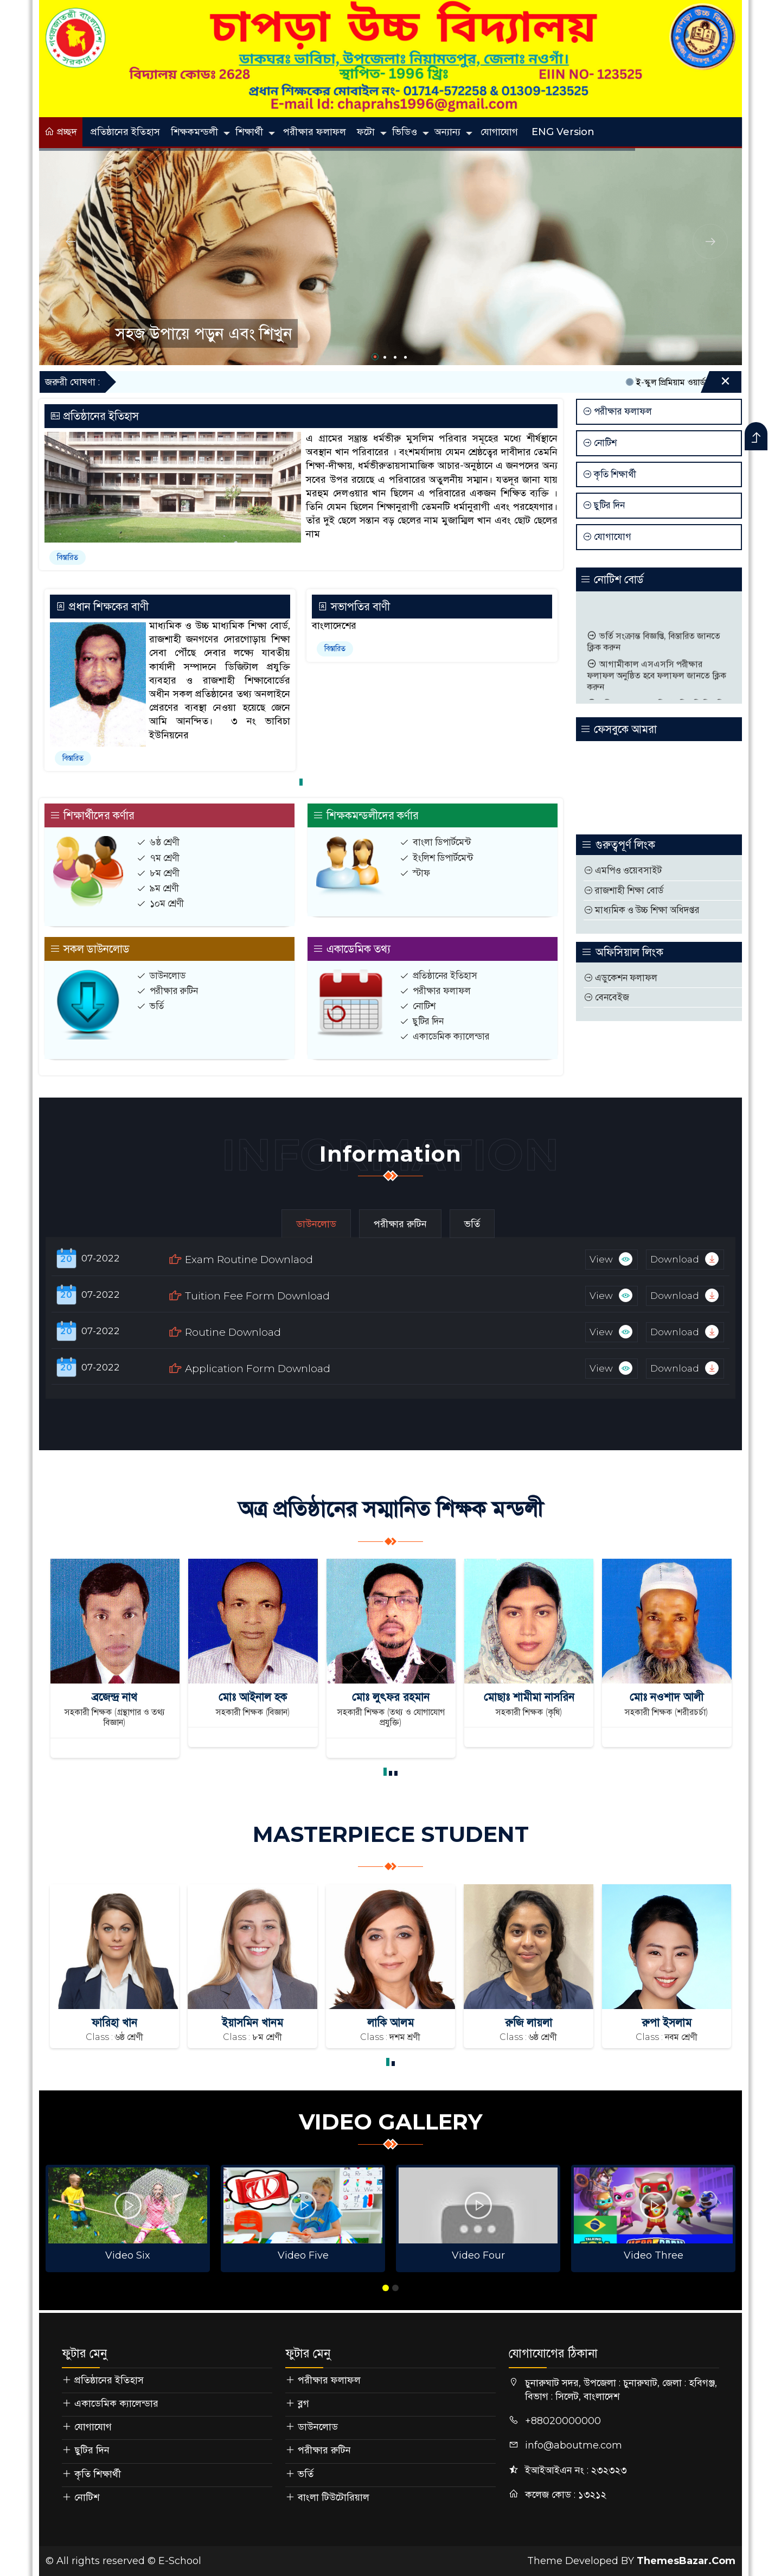 চাপড়া উচ্চ বিদ্যালয়
ডাকঘরঃ ভাবিচা, উপজেলাঃ নিয়ামতপুর, জেলাঃ নওগাঁ।
বিদ্যালয় কোডঃ 2628
স্থাপিত- 1996 খ্রিঃ
EIIN NO- 123525
প্রধান শিক্ষকের মোবাইল নং- 01714-572258 & 01309-123525
E-mail Id: chaprahs1996@gmail.com
প্রচ্ছদ প্রতিষ্ঠানের ইতিহাস শিক্ষকমন্ডলী শিক্ষার্থী পরীক্ষার ফলাফল ফটো ভিডিও অন্যান্য যোগাযোগ ENG Version
সহজ উপায়ে পড়ুন এবং শিখুন
জরুরী ঘোষণা :
ই-স্কুল প্রিমিয়াম ওয়ার্ড
প্রতিষ্ঠানের ইতিহাস
এ গ্রামের সম্ভ্রান্ত ধর্মভীরু মুসলিম পরিবার সমূহের মধ্যে শীর্ষস্থানে
অবস্থান খান পরিবারের । বংশমর্যাদায় যেমন শ্রেষ্ঠত্বের দাবীদার তেমনি
শিক্ষা-দীক্ষায়, ধর্মভীরুতায়সামাজিক আচার-অনুষ্ঠানে এ জনপদের অন্য
সবের উপর রয়েছে এ পরিবারের অতুলনীয় সম্মান। যতদূর জানা যায়
মরহুম দেলওয়ার খান ছিলেন এ পরিবারের একজন শিক্ষিত ব্যক্তি ।
তিনি যেমন ছিলেন শিক্ষানুরাগী তেমনটি ধর্মানুরাগী এবং পরহেযগার।
তাঁর দুই ছেলে সন্তান বড় ছেলের নাম মুজাম্মিল খান এবং ছোট ছেলের
নাম
বিস্তারিত
পরীক্ষার ফলাফল
নোটিশ
কৃতি শিক্ষার্থী
ছুটির দিন
যোগাযোগ
প্রধান শিক্ষকের বাণী
মাধ্যমিক ও উচ্চ মাধ্যমিক শিক্ষা বোর্ড,
রাজশাহী জনগণের দোরগোড়ায় শিক্ষা
সেবা পৌঁছে দেবার লক্ষ্যে যাবতীয়
কার্যাদী সম্পাদনে ডিজিটাল প্রযুক্তি
ব্যবহার ও রাজশাহী শিক্ষাবোর্ডের
অধীন সকল প্রতিষ্ঠানের তথ্য অনলাইনে
প্রেরণের ব্যবস্থা নেওয়া হয়েছে জেনে
আমি আনন্দিত। ৩ নং ভাবিচা
ইউনিয়নের
বিস্তারিত
সভাপতির বাণী
বাংলাদেশের
বিস্তারিত
নোটিশ বোর্ড
ভর্তি সংক্রান্ত বিজ্ঞপ্তি, বিস্তারিত জানতে
ক্লিক করুন
আগামীকাল এসএসসি পরীক্ষার
ফলাফল অনুষ্ঠিত হবে ফলাফল জানতে ক্লিক
করুন
ফেসবুকে আমরা
শিক্ষার্থীদের কর্ণার
৬ষ্ঠ শ্রেণী
৭ম শ্রেণী
৮ম শ্রেণী
৯ম শ্রেণী
১০ম শ্রেণী
শিক্ষকমন্ডলীদের কর্ণার
বাংলা ডিপার্টমেন্ট
ইংলিশ ডিপার্টমেন্ট
স্টাফ
গুরুত্বপূর্ণ লিংক
এমপিও ওয়েবসাইট
রাজশাহী শিক্ষা বোর্ড
মাধ্যমিক ও উচ্চ শিক্ষা অধিদপ্তর
সকল ডাউনলোড
ডাউনলোড
পরীক্ষার রুটিন
ভর্তি
একাডেমিক তথ্য
প্রতিষ্ঠানের ইতিহাস
পরীক্ষার ফলাফল
নোটিশ
ছুটির দিন
একাডেমিক ক্যালেন্ডার
অফিসিয়াল লিংক
এডুকেশন ফলাফল
বেনবেইজ
INFORMATION
Information
ডাউনলোড পরীক্ষার রুটিন ভর্তি
20 07-2022 Exam Routine Downlaod View Download
20 07-2022 Tuition Fee Form Download View Download
20 07-2022 Routine Download View Download
20 07-2022 Application Form Download View Download
অত্র প্রতিষ্ঠানের সম্মানিত শিক্ষক মন্ডলী
ব্রজেন্দ্র নাথ
সহকারী শিক্ষক (গ্রন্থাগার ও তথ্য
বিজ্ঞান)
মোঃ আইনাল হক
সহকারী শিক্ষক (বিজ্ঞান)
মোঃ লুৎফর রহমান
সহকারী শিক্ষক (তথ্য ও যোগাযোগ
প্রযুক্তি)
মোছাঃ শামীমা নাসরিন
সহকারী শিক্ষক (কৃষি)
মোঃ নওশাদ আলী
সহকারী শিক্ষক (শরীরচর্চা)
MASTERPIECE STUDENT
ফারিহা খান
Class : ৬ষ্ঠ শ্রেণী
ইয়াসমিন খানম
Class : ৮ম শ্রেণী
লাকি আলম
Class : দশম শ্রণী
রুজি লায়লা
Class : ৬ষ্ঠ শ্রেণী
রুপা ইসলাম
Class : নবম শ্রেণী
VIDEO GALLERY
Video Six
Video Five
Video Four
Video Three
ফুটার মেনু
প্রতিষ্ঠানের ইতিহাস
একাডেমিক ক্যালেন্ডার
যোগাযোগ
ছুটির দিন
কৃতি শিক্ষার্থী
নোটিশ
ফুটার মেনু
পরীক্ষার ফলাফল
ব্লগ
ডাউনলোড
পরীক্ষার রুটিন
ভর্তি
বাংলা টিউটোরিয়াল
যোগাযোগের ঠিকানা
চুনারুঘাট সদর, উপজেলা : চুনারুঘাট, জেলা : হবিগঞ্জ,
বিভাগ : সিলেট, বাংলাদেশ
+88020000000
info@aboutme.com
ইআইআইএন নং : ২৩২৩২৩
কলেজ কোড : ১৩২১২
© All rights reserved © E-School
Theme Developed BY ThemesBazar.Com